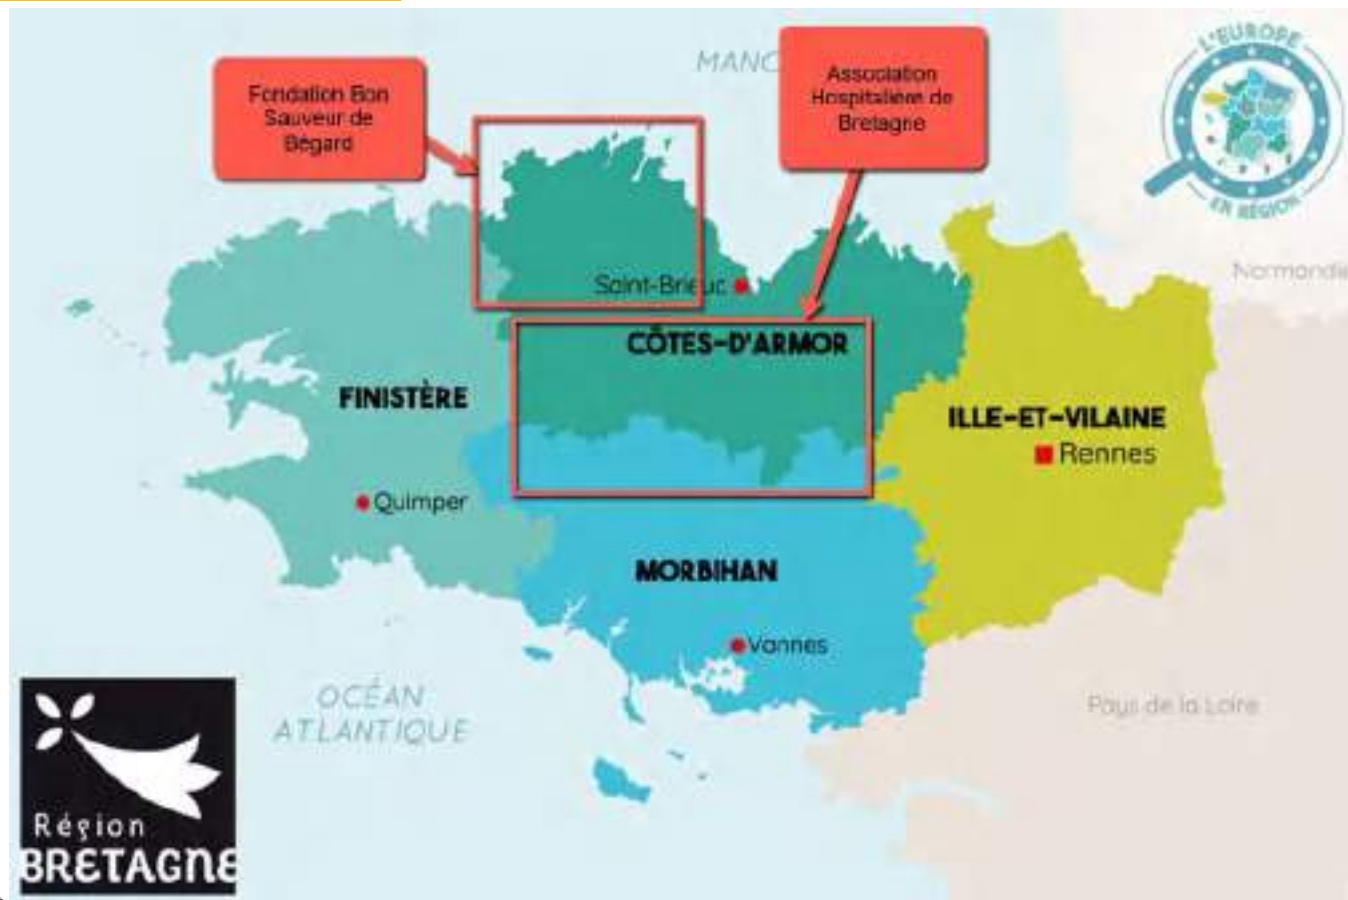 MANC
L'EUROPE
EN RÉGION
Fondation Bon
Sauveur de
Bégard
Association
Hospitalière de
Bretagne
Normandie
Saint-Brieuc
CÔTES-D'ARMOR
FINISTÈRE
ILLE-ET-VILAINE
Rennes
Quimper
MORBIHAN
Vannes
OCÉAN
ATLANTIQUE
Pays de la Loire
Région
BRETAGNE